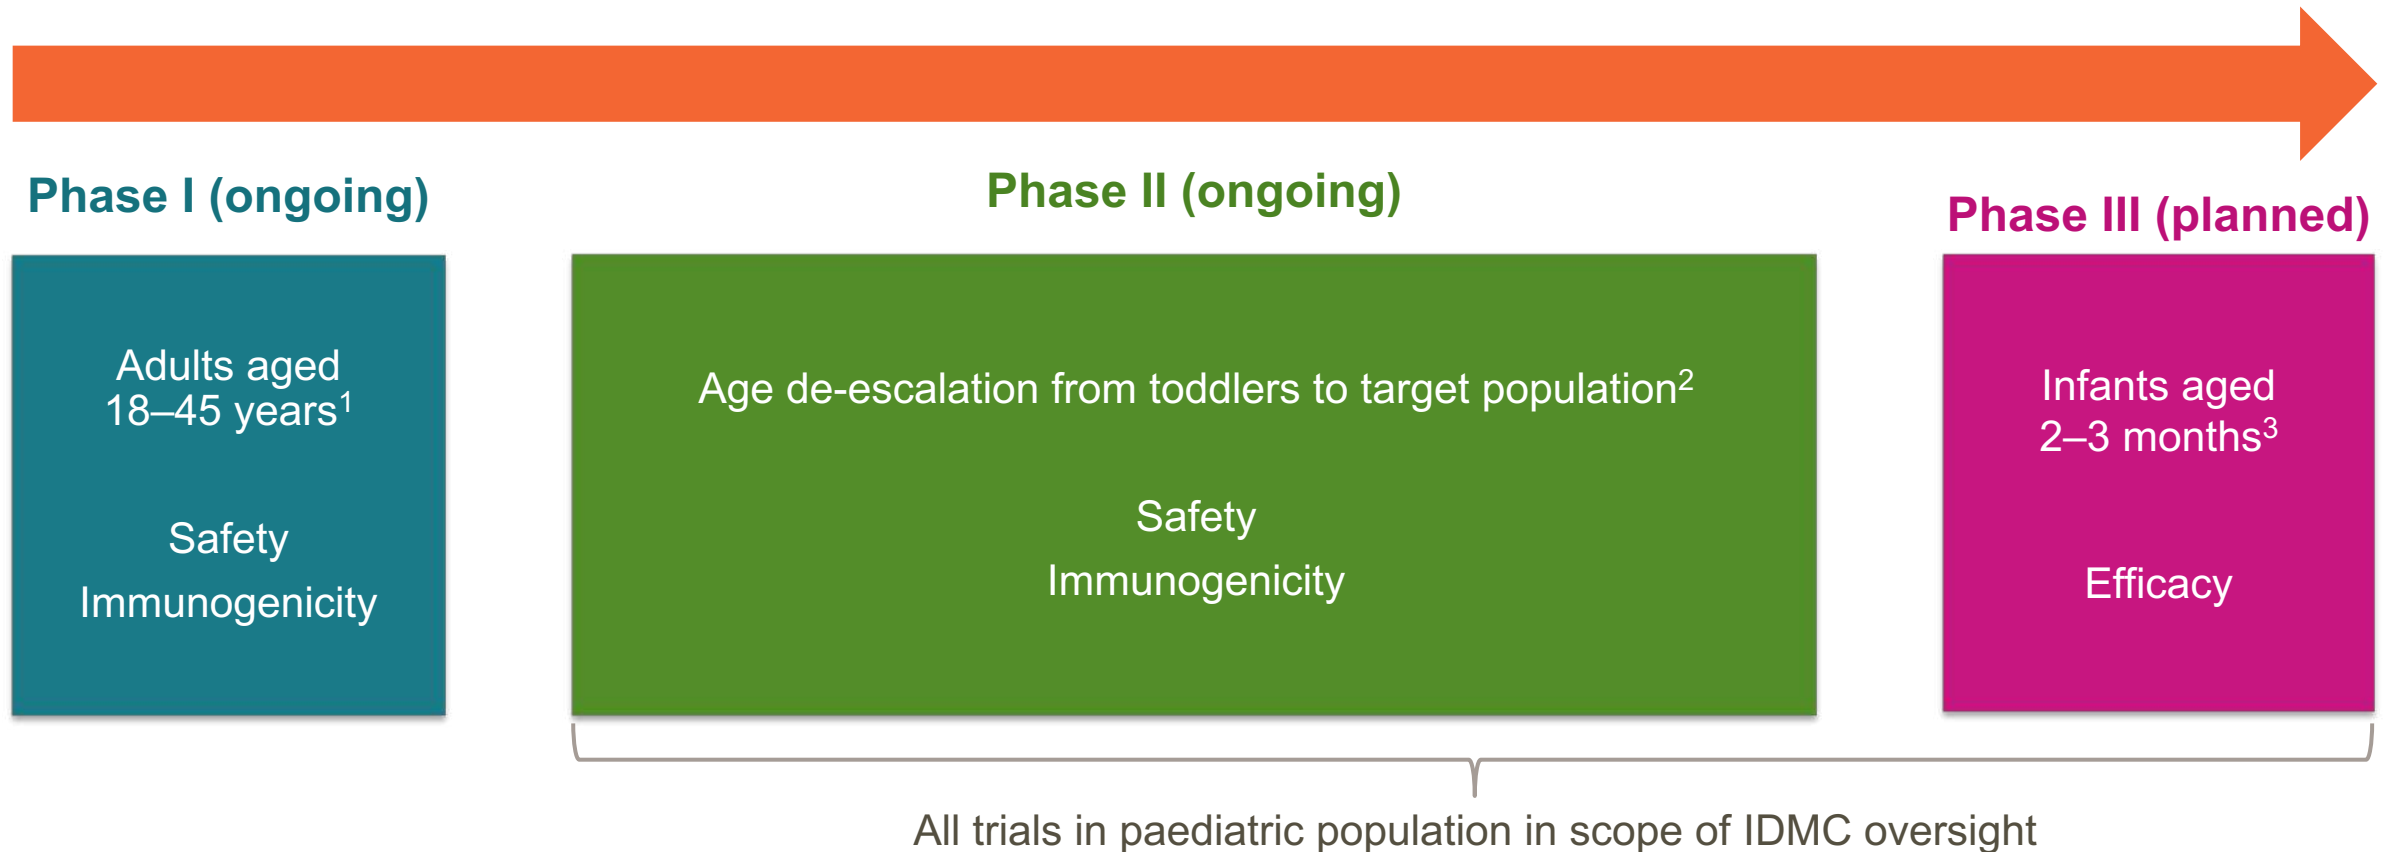 Phase I (ongoing)
Adults aged
18–45 years¹
Safety
Immunogenicity
Phase II (ongoing)
Age de-escalation from toddlers to target population²
Safety
Immunogenicity
Phase III (planned)
Infants aged
2–3 months³
Efficacy
All trials in paediatric population in scope of IDMC oversight